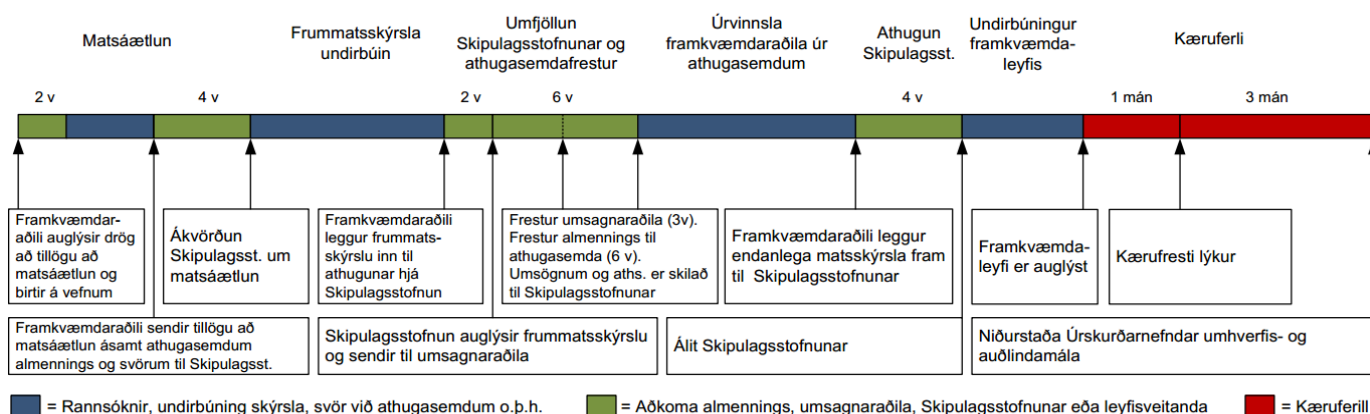 Matsáætlun
Frummatsskýrsla
undirbúin
Umfjöllun
Skipulagsstofnunar og
athugasemdafrestur
Úrvinnsla
framkvæmdaraðila úr
athugasemdum
Athugun
Skipulagsst.
Undirbúningur
framkvæmda-
leyfis
Kæruferli
2 v
4 v
2 v
6 v
4 v
1 mán
3 mán
Framkvæmdar-
aðili auglýsir drög
að tillögu að
matsáætlun og
birtir á vefnum
Ákvörðun
Skipulagsst. um
matsáætlun
Framkvæmdaraðili
leggur frummats-
skýrslu inn til
athugunar hjá
Skipulagsstofnun
Frestur umsagnaraðila (3v).
Frestur almennings til
athugasemda (6 v).
Umsögnum og aths. er skilað
til Skipulagsstofnunar
Framkvæmdaraðili leggur
endanlega matsskýrsla fram
til Skipulagsstofnunar
Framkvæmda-
leyfi er auglýst
Kærufresti lýkur
Framkvæmdaraðili sendir tillögu að
matsáætlun ásamt athugasemdum
almennings og svörum til Skipulagsst.
Skipulagsstofnun auglýsir frummatsskýrslu
og sendir til umsagnaraðila
Álit Skipulagsstofnunar
Niðurstaða Úrskurðarnefndar umhverfis- og
auðlindamála
= Rannsóknir, undirbúning skýrsla, svör við athugasemdum o.þ.h.
= Aðkoma almennings, umsagnaraðila, Skipulagsstofnunar eða leyfisveitanda
= Kæruferill